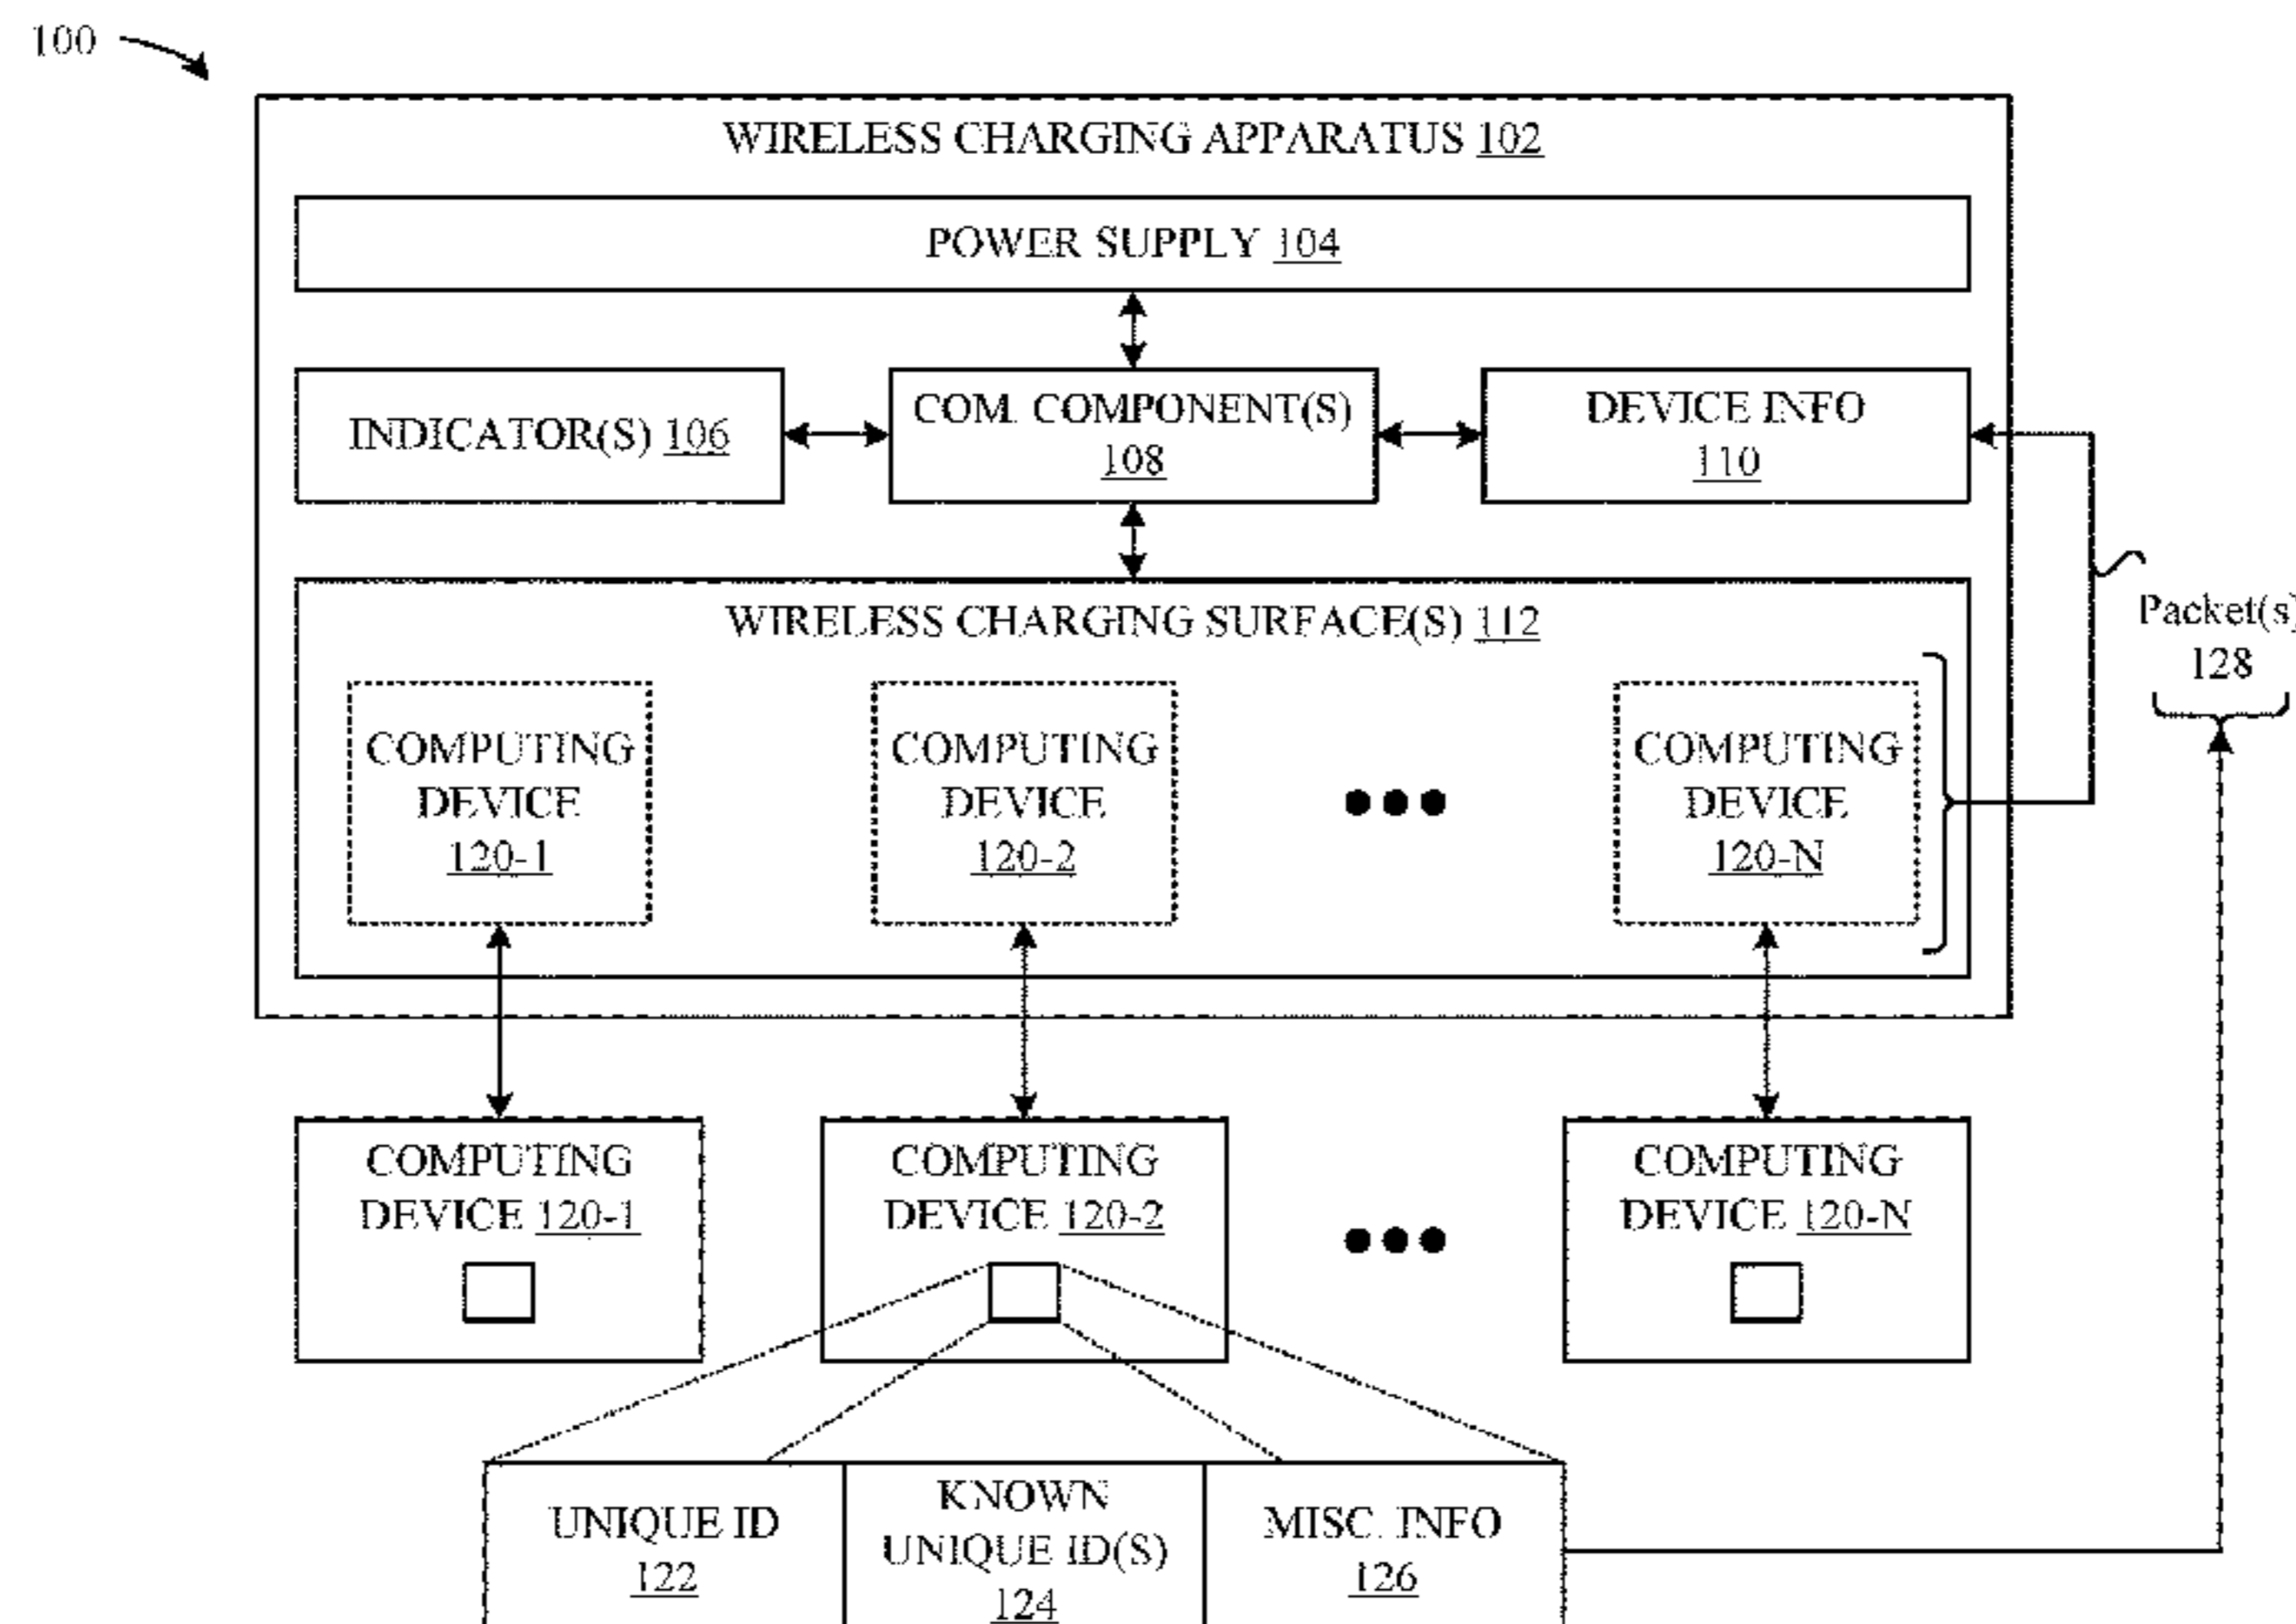 100
WIRELESS CHARGING APPARATUS 102
POWER SUPPLY 104
INDICATOR(S) 106
COM. COMPONENT(S)
108
DEVICE INFO
110
WIRELESS CHARGING SURFACE(S) 112
Packet(s)
128
COMPUTING
DEVICE
120-1
COMPUTING
DEVICE
120-2
COMPUTING
DEVICE
120-N
COMPUTING
DEVICE 120-1
COMPUTING
DEVICE 120-2
COMPUTING
DEVICE 120-N
UNIQUE ID
122
KNOWN
UNIQUE ID(S)
124
MISC. INFO
126